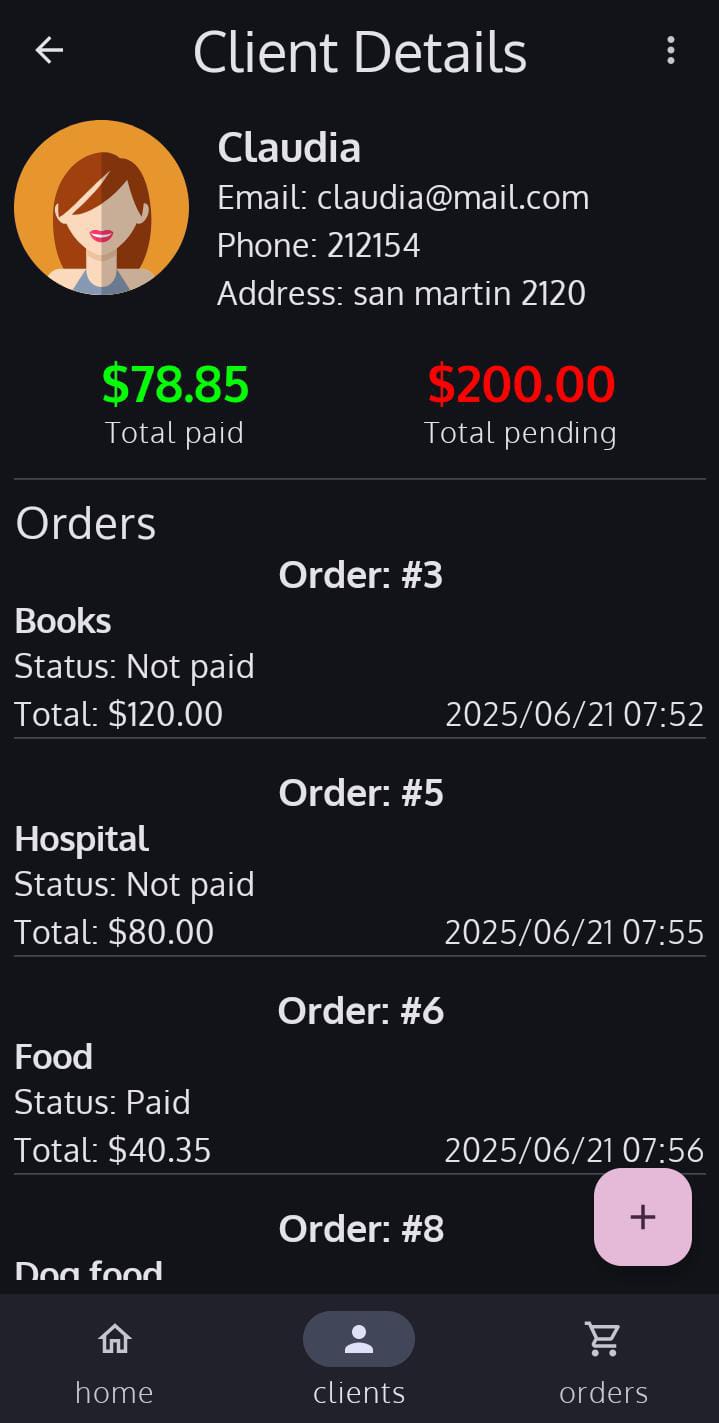 Client Details
Claudia
Email: claudia@mail.com
Phone: 212154
Address: san martin 2120
$78.85 $200.00
Total paid Total pending
Orders
Order: #3
Books
Status: Not paid
Total: $120.00 2025/06/21 07:52
Order: #5
Hospital
Status: Not paid
Total: $80.00 2025/06/21 07:55
Order: #6
Food
Status: Paid
Total: $40.35 2025/06/21 07:56
Order: #8
Dog food
home clients orders